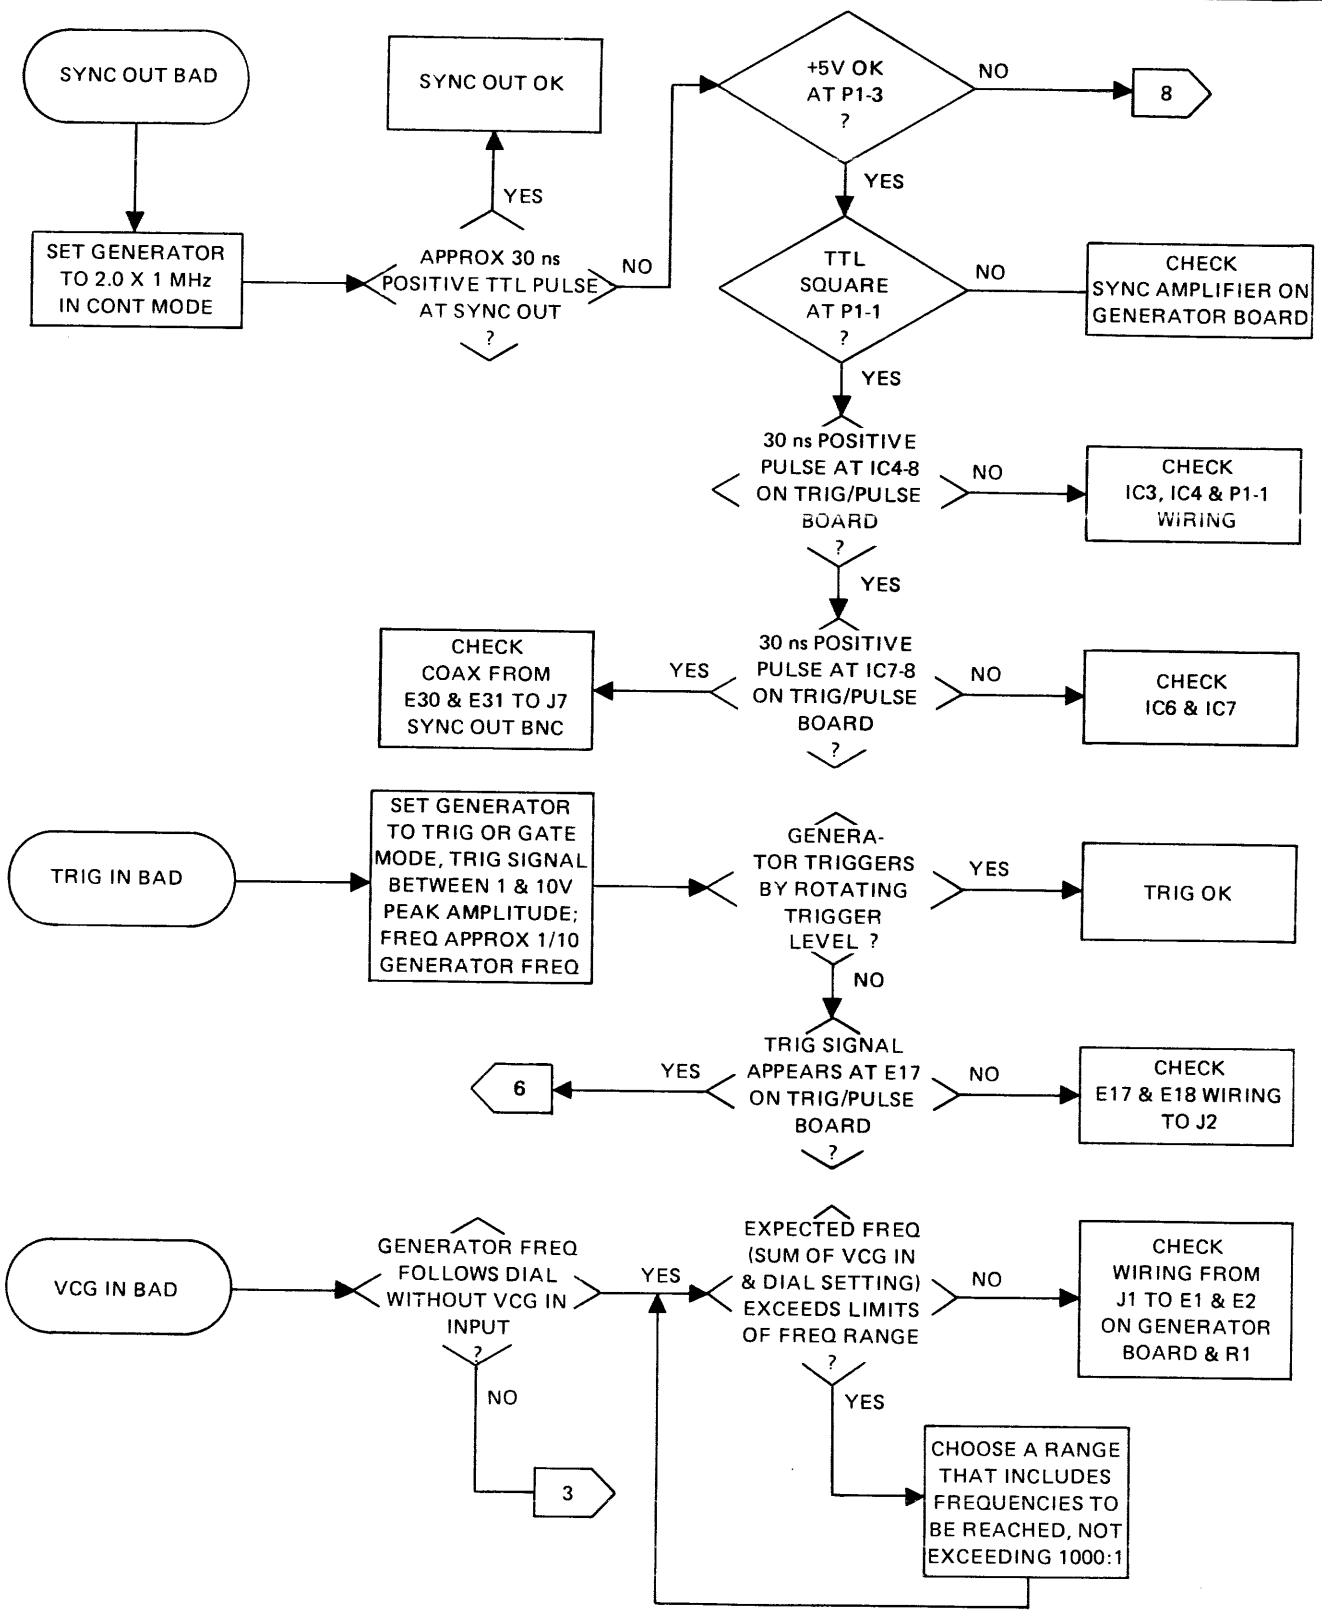 SYNC OUT BAD
SYNC OUT OK
+5V OK
AT P1-3
?
NO
8
YES
YES
SET GENERATOR
TO 2.0 X 1 MHz
IN CONT MODE
APPROX 30 ns
POSITIVE TTL PULSE
AT SYNC OUT
?
NO
TTL
SQUARE
AT P1-1
?
NO
CHECK
SYNC AMPLIFIER ON
GENERATOR BOARD
YES
30 ns POSITIVE
PULSE AT IC4-8
ON TRIG/PULSE
BOARD
?
NO
CHECK
IC3, IC4 & P1-1
WIRING
YES
CHECK
COAX FROM
E30 & E31 TO J7
SYNC OUT BNC
YES
30 ns POSITIVE
PULSE AT IC7-8
ON TRIG/PULSE
BOARD
?
NO
CHECK
IC6 & IC7
TRIG IN BAD
SET GENERATOR
TO TRIG OR GATE
MODE, TRIG SIGNAL
BETWEEN 1 & 10V
PEAK AMPLITUDE;
FREQ APPROX 1/10
GENERATOR FREQ
GENERA-
TOR TRIGGERS
BY ROTATING
TRIGGER
LEVEL ?
YES
TRIG OK
NO
6
YES
TRIG SIGNAL
APPEARS AT E17
ON TRIG/PULSE
BOARD
?
NO
CHECK
E17 & E18 WIRING
TO J2
VCG IN BAD
GENERATOR FREQ
FOLLOWS DIAL
WITHOUT VCG IN
INPUT
?
YES
EXPECTED FREQ
(SUM OF VCG IN
& DIAL SETTING)
EXCEEDS LIMITS
OF FREQ RANGE
?
NO
CHECK
WIRING FROM
J1 TO E1 & E2
ON GENERATOR
BOARD & R1
NO
YES
3
CHOOSE A RANGE
THAT INCLUDES
FREQUENCIES TO
BE REACHED, NOT
EXCEEDING 1000:1